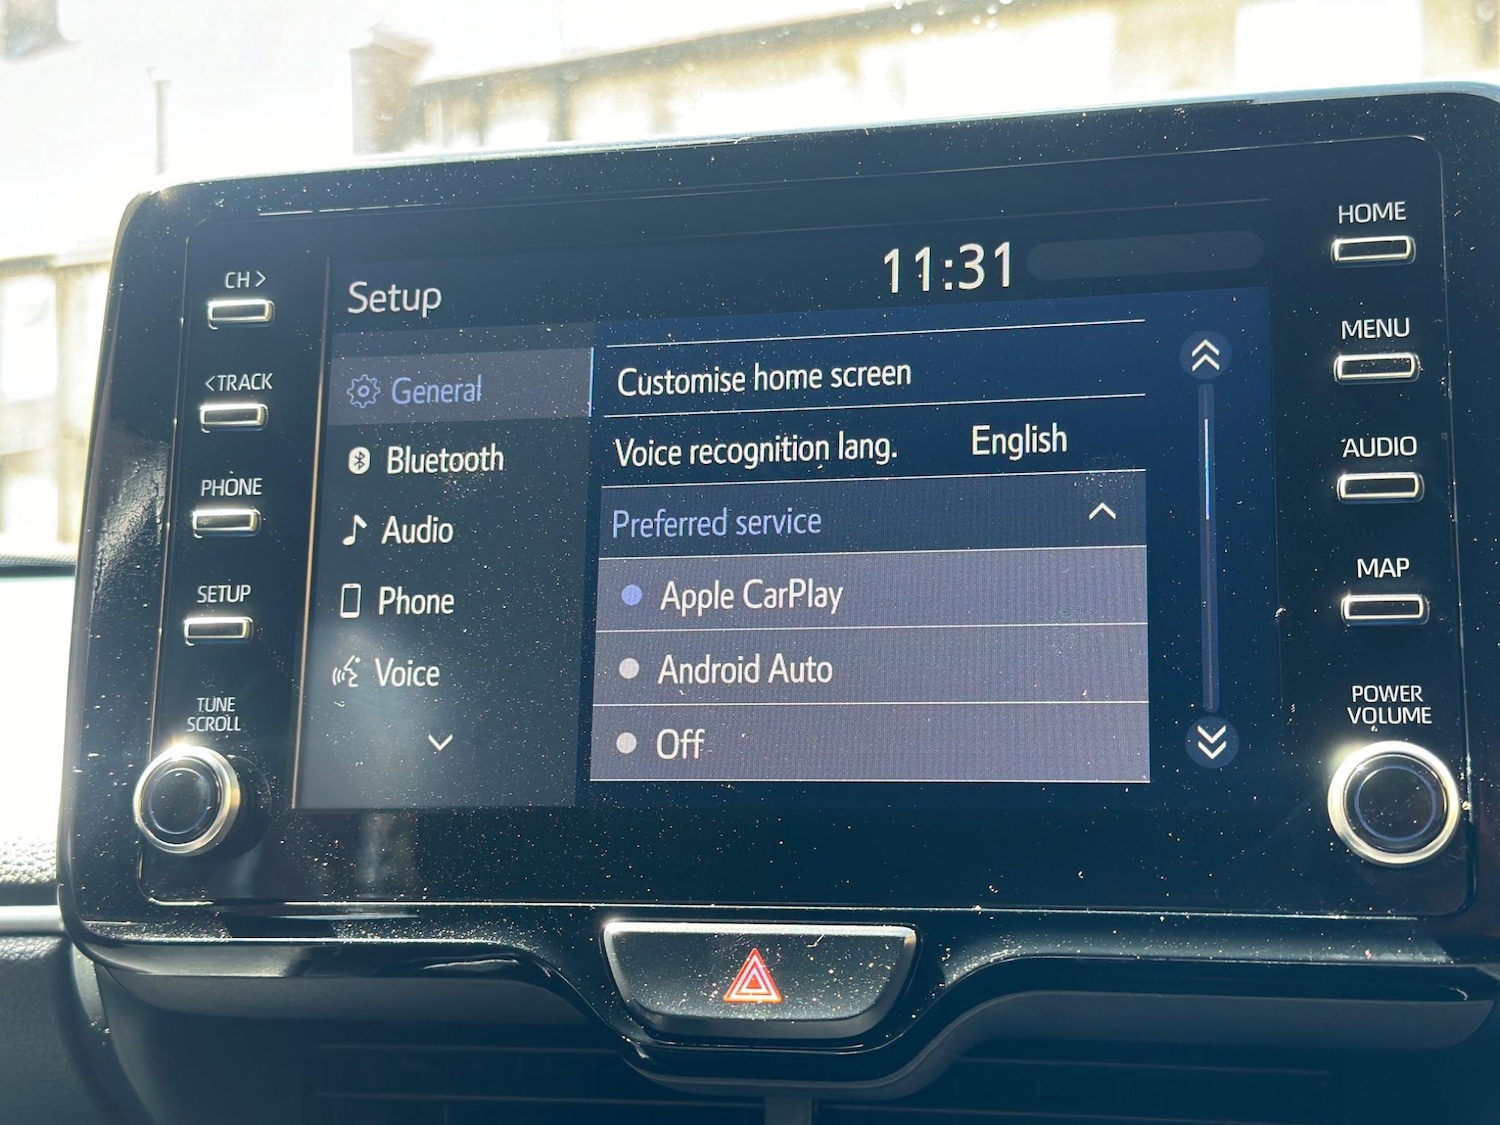 CH >
< TRACK
PHONE
SETUP
TUNE
SCROLL
Setup
11:31
General
Bluetooth
Audio
Phone
Voice
Customise home screen
Voice recognition lang. English
Preferred service
Apple CarPlay
Android Auto
Off
HOME
MENU
AUDIO
MAP
POWER
VOLUME